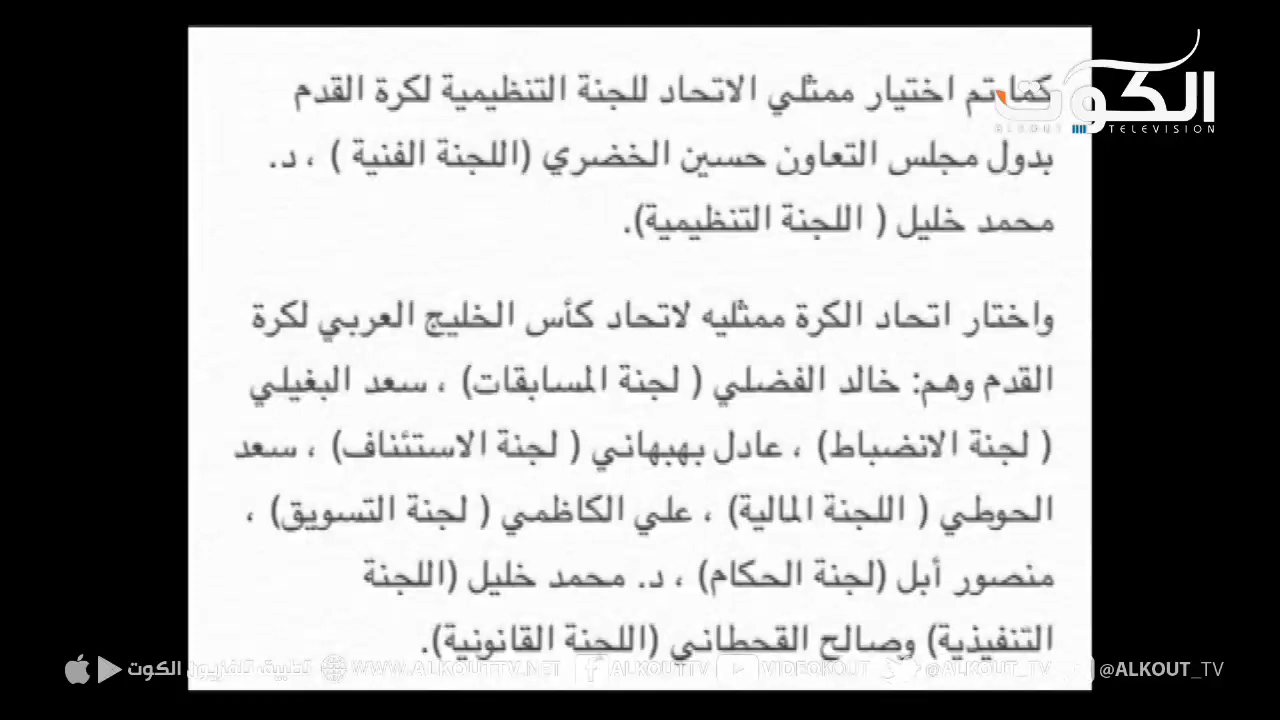 الكوت
ALKOUT TELEVISION
كما تم اختيار ممثلي الاتحاد للجنة التنظيمية لكرة القدم
بدول مجلس التعاون حسين الخضري (اللجنة الفنية ) ، د.
محمد خليل ( اللجنة التنظيمية).
واختار اتحاد الكرة ممثليه لاتحاد كأس الخليج العربي لكرة
القدم وهم: خالد الفضلي ( لجنة المسابقات) ، سعد البغيلي
( لجنة الانضباط) ، عادل بهبهاني ( لجنة الاستئناف) ، سعد
الحوطي ( اللجنة المالية) ، علي الكاظمي ( لجنة التسويق) ،
منصور أبل (لجنة الحكام) ، د. محمد خليل (اللجنة
التنفيذية) وصالح القحطاني (اللجنة القانونية).
تطبيق تلفزيون الكوت WWW.ALKOUTTV.NET ALKOUTTV VIDEOKOUT @ALKOUTTV @ALKOUT_TV